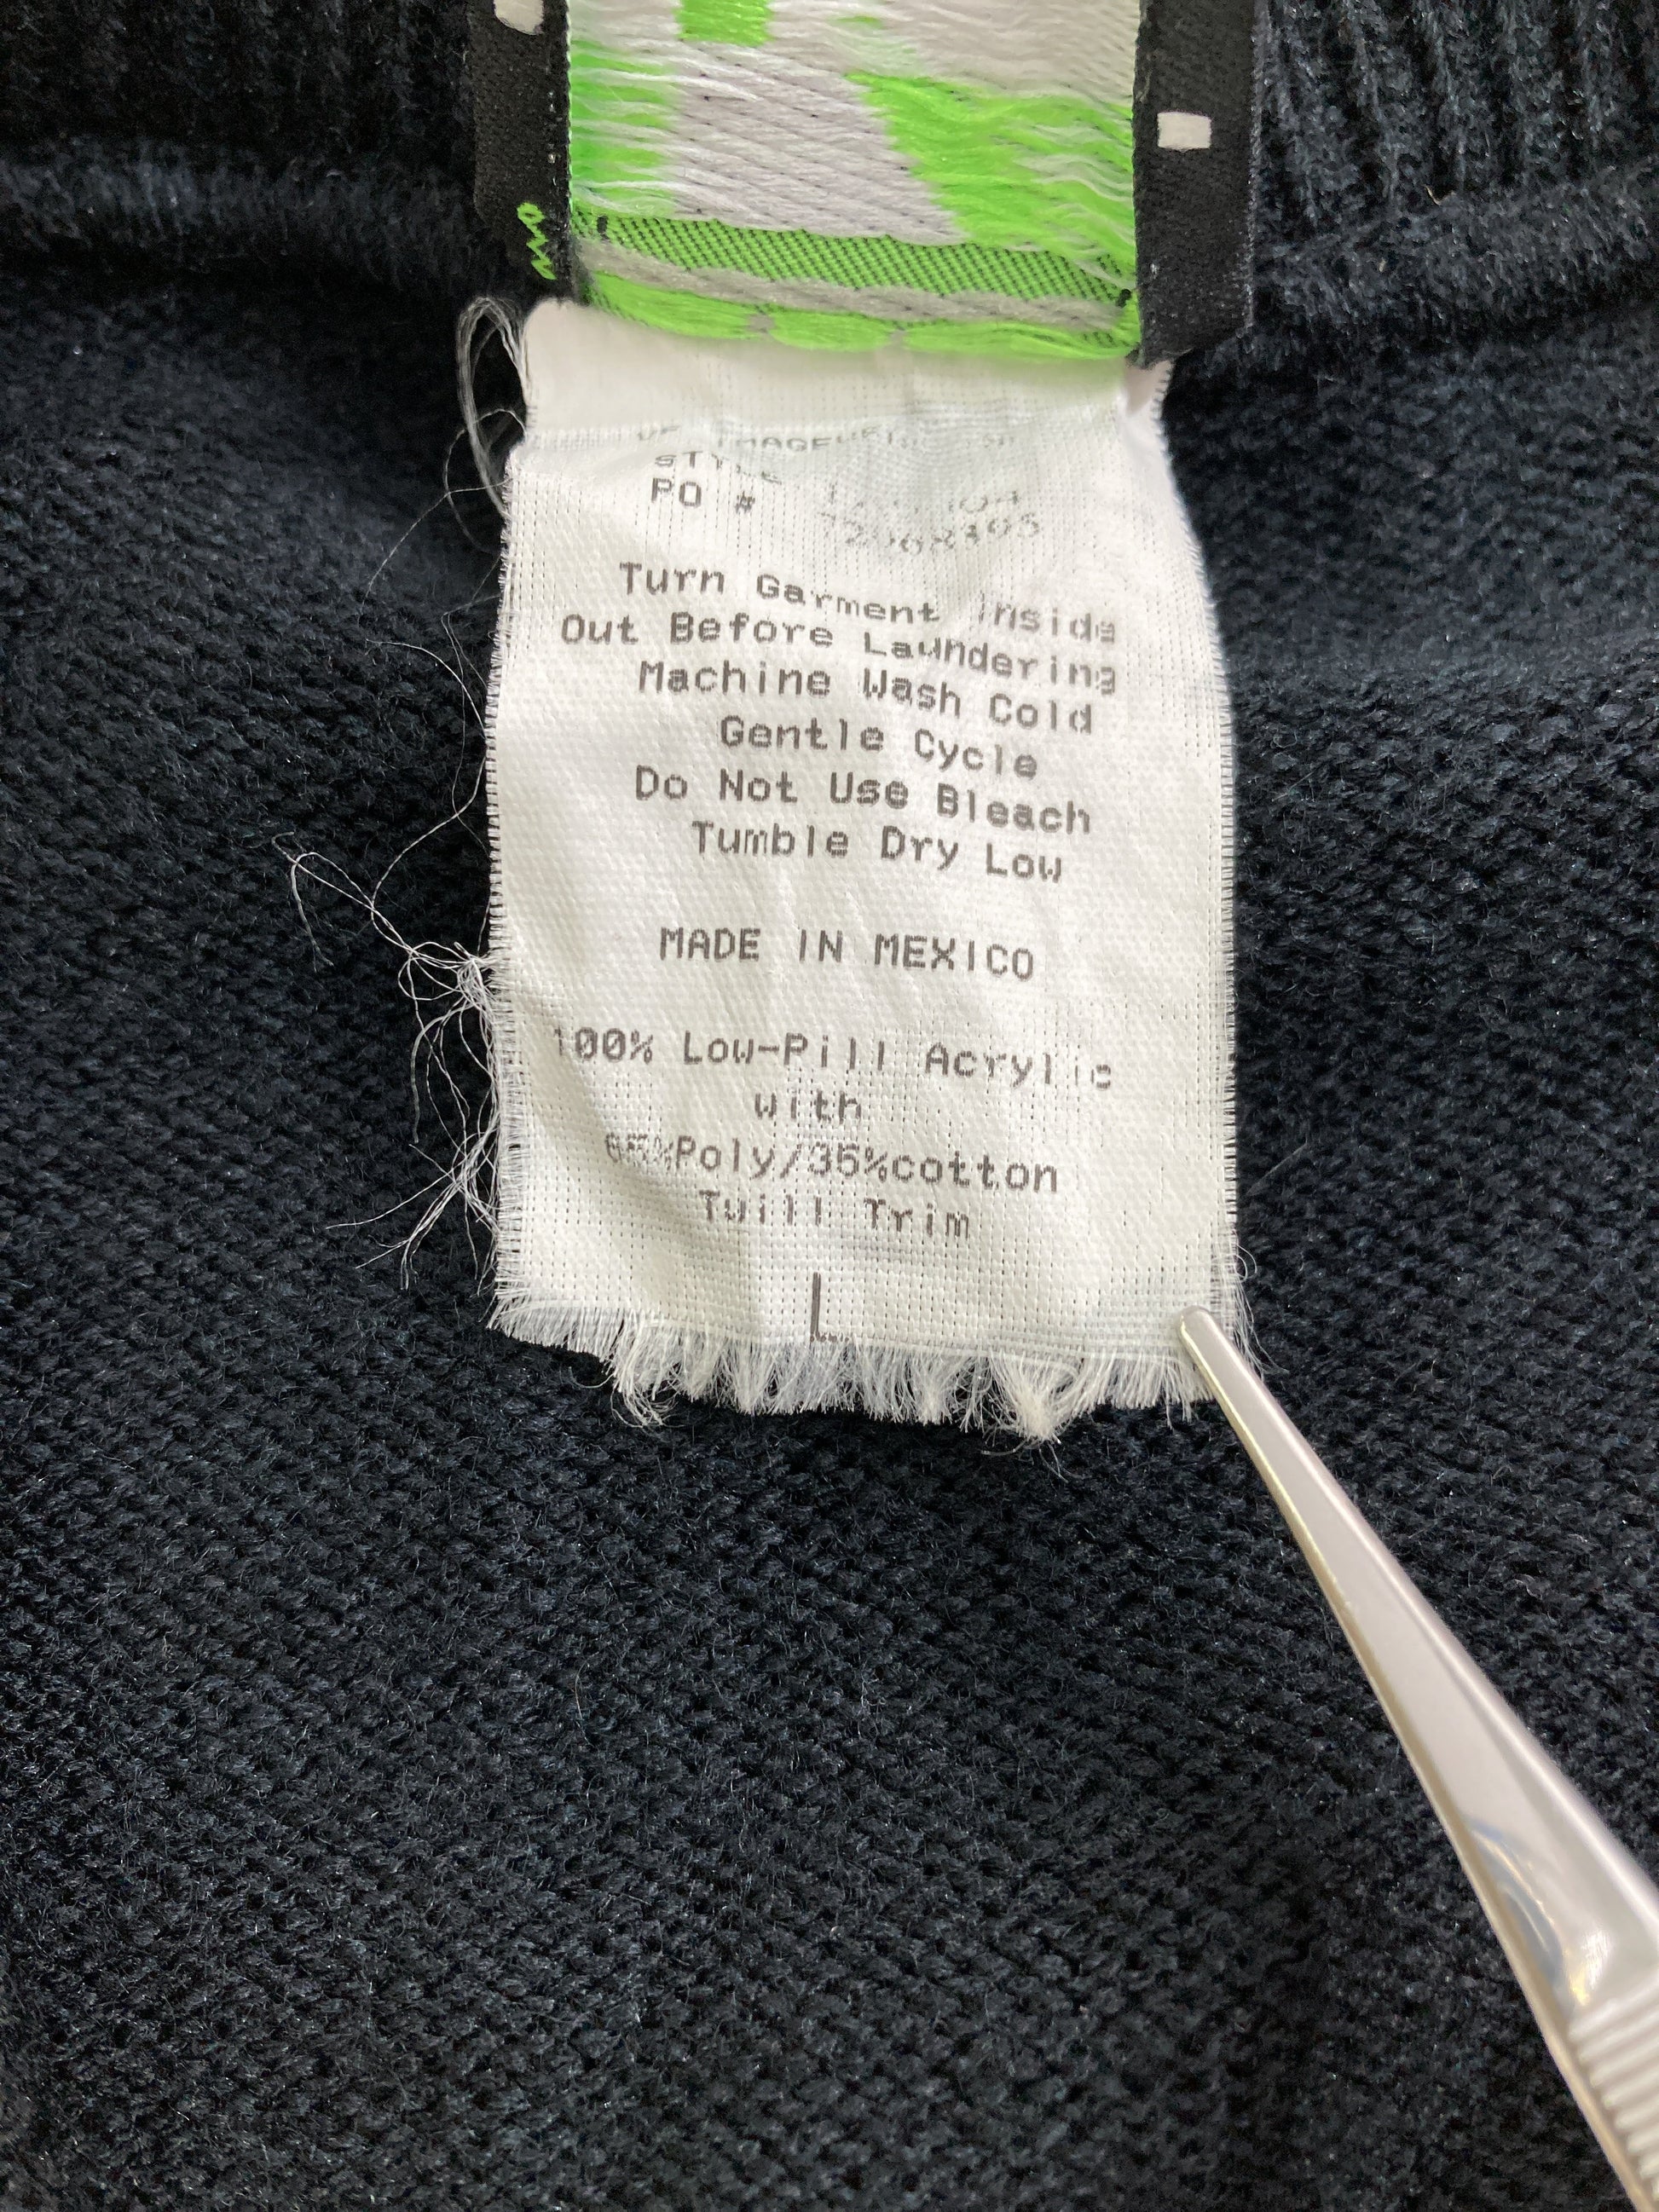 STYLE
PO #
Turn Garment Inside
Out Before Laundering
Machine Wash Cold
Gentle Cycle
Do Not Use Bleach
Tumble Dry Low
MADE IN MEXICO
100% Low-Pill Acrylic
with
65%Poly/35%cotton
Twill Trim
L